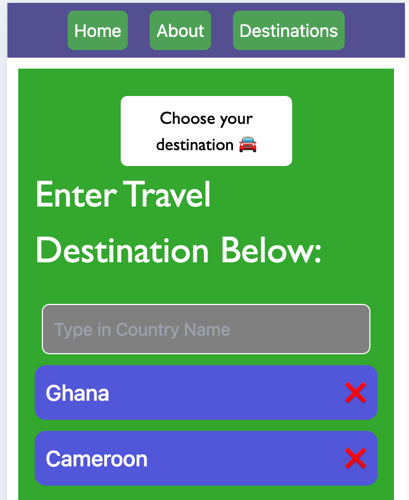 Home About Destinations
Choose your
destination 🚘
Enter Travel
Destination Below:
Type in Country Name
Ghana ❌
Cameroon ❌